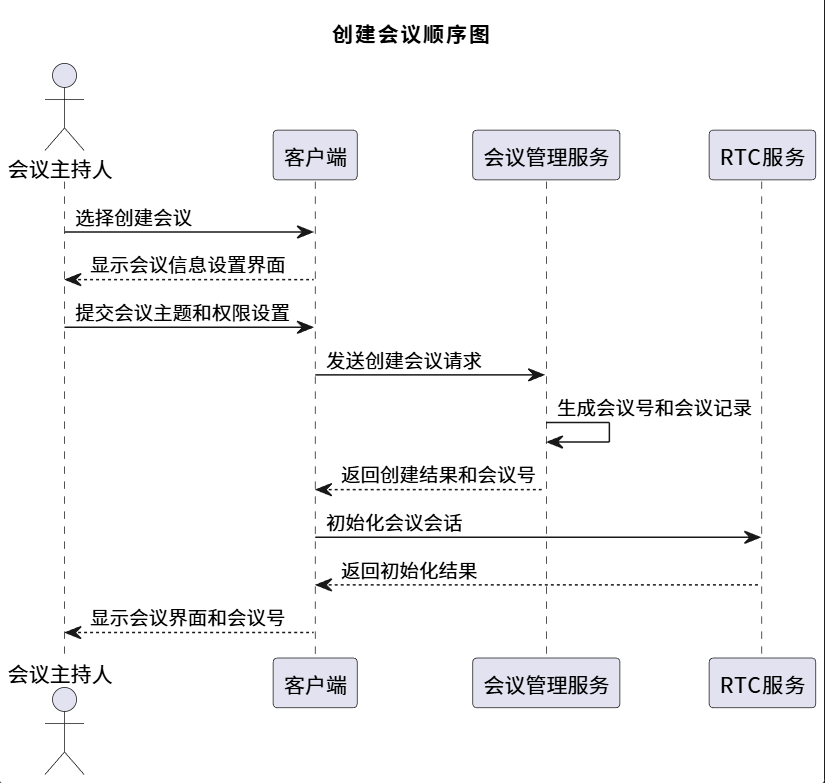 创建会议顺序图
会议主持人
客户端
会议管理服务
RTC服务
选择创建会议
显示会议信息设置界面
提交会议主题和权限设置
发送创建会议请求
生成会议号和会议记录
返回创建结果和会议号
初始化会议会话
返回初始化结果
显示会议界面和会议号
会议主持人
客户端
会议管理服务
RTC服务